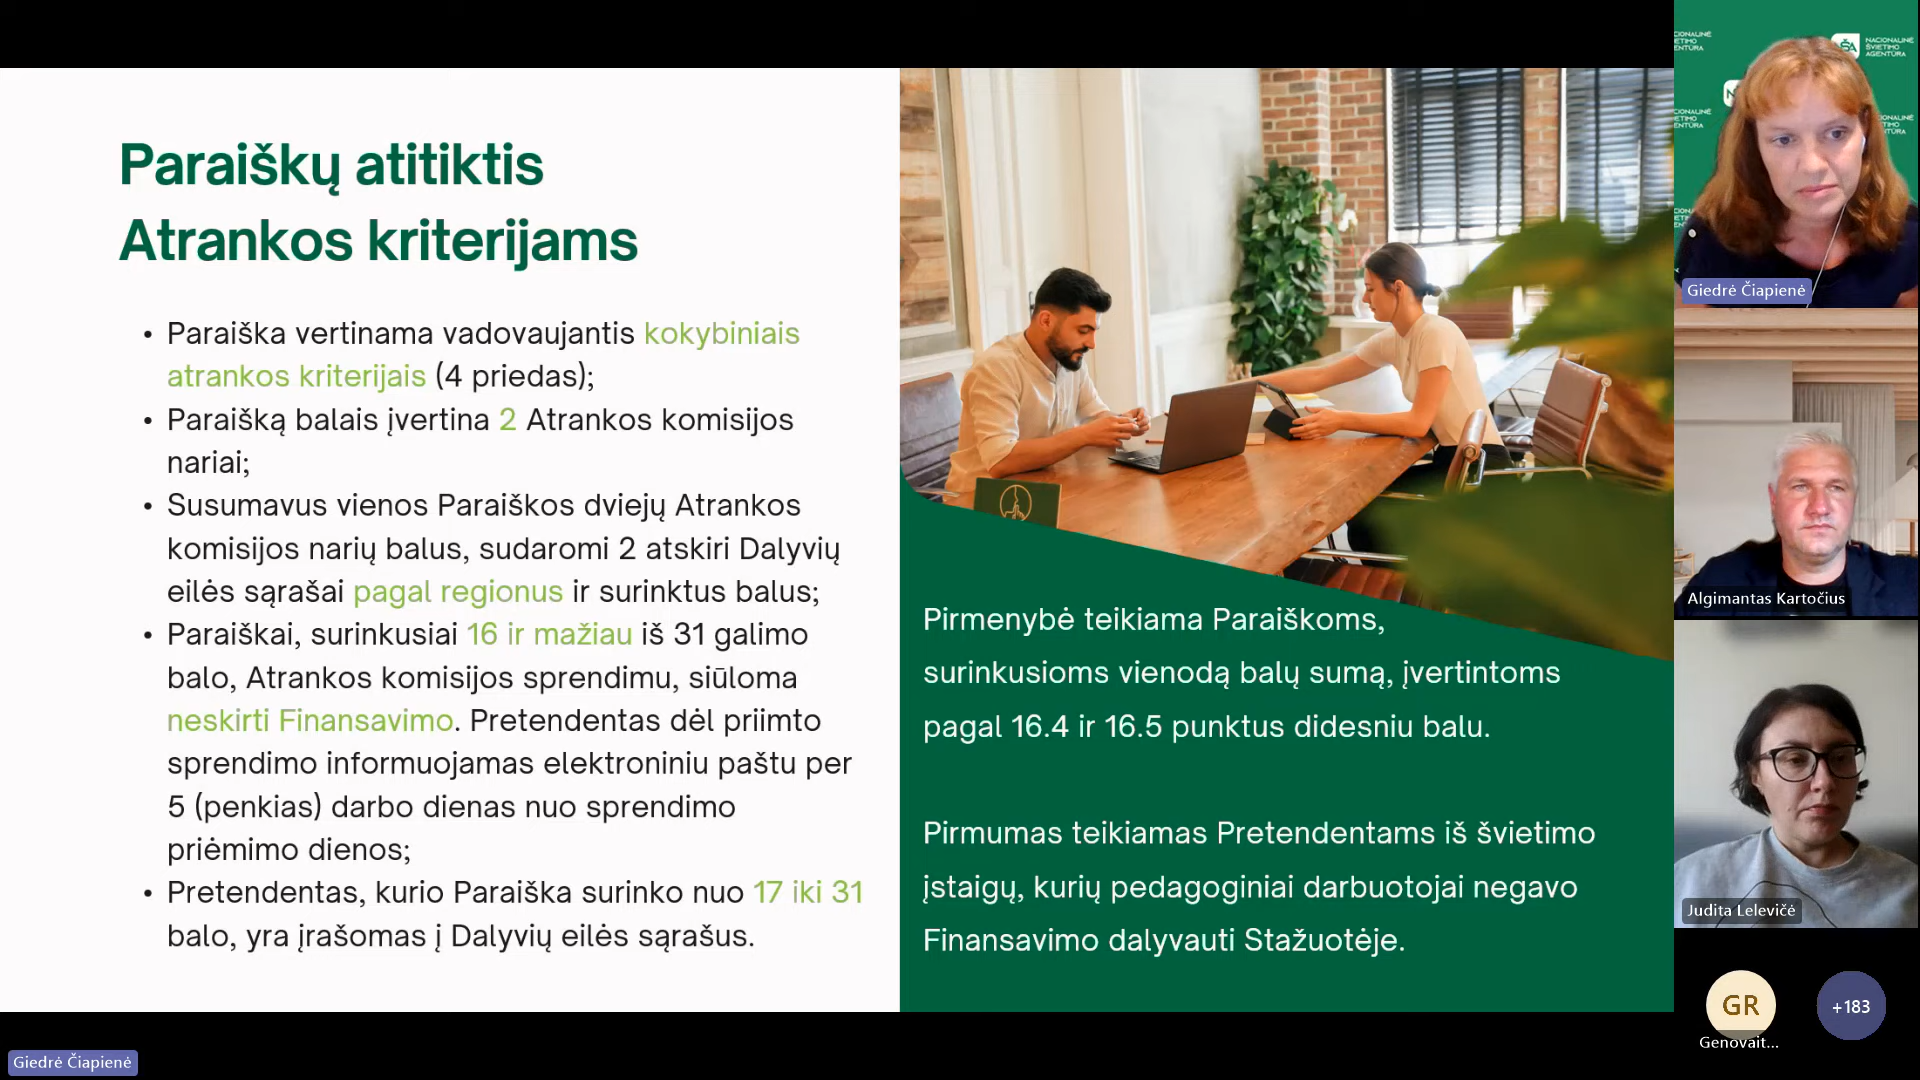 Paraiškų atitiktis
Atrankos kriterijams
• Paraiška vertinama vadovaujantis kokybiniais
atrankos kriterijais (4 priedas);
• Paraišką balais įvertina 2 Atrankos komisijos
nariai;
• Susumavus vienos Paraiškos dviejų Atrankos
komisijos narių balus, sudaromi 2 atskiri Dalyvių
eilės sąrašai pagal regionus ir surinktus balus;
• Paraiškai, surinkusiai 16 ir mažiau iš 31 galimo
balo, Atrankos komisijos sprendimu, siūloma
neskirti Finansavimo. Pretendentas dėl priimto
sprendimo informuojamas elektroniniu paštu per
5 (penkias) darbo dienas nuo sprendimo
priėmimo dienos;
• Pretendentas, kurio Paraiška surinko nuo 17 iki 31
balo, yra įrašomas į Dalyvių eilės sąrašus.
Pirmenybė teikiama Paraiškoms,
surinkusioms vienodą balų sumą, įvertintoms
pagal 16.4 ir 16.5 punktus didesniu balu.
Pirmumas teikiamas Pretendentams iš švietimo
įstaigų, kurių pedagoginiai darbuotojai negavo
Finansavimo dalyvauti Stažuotėje.
NACIONALINĖ
ŠVIETIMO
AGENTŪRA
Giedrė Čiapienė
Algimantas Kartočius
Judita Lelevičė
GR
Genovait...
+183
Giedrė Čiapienė